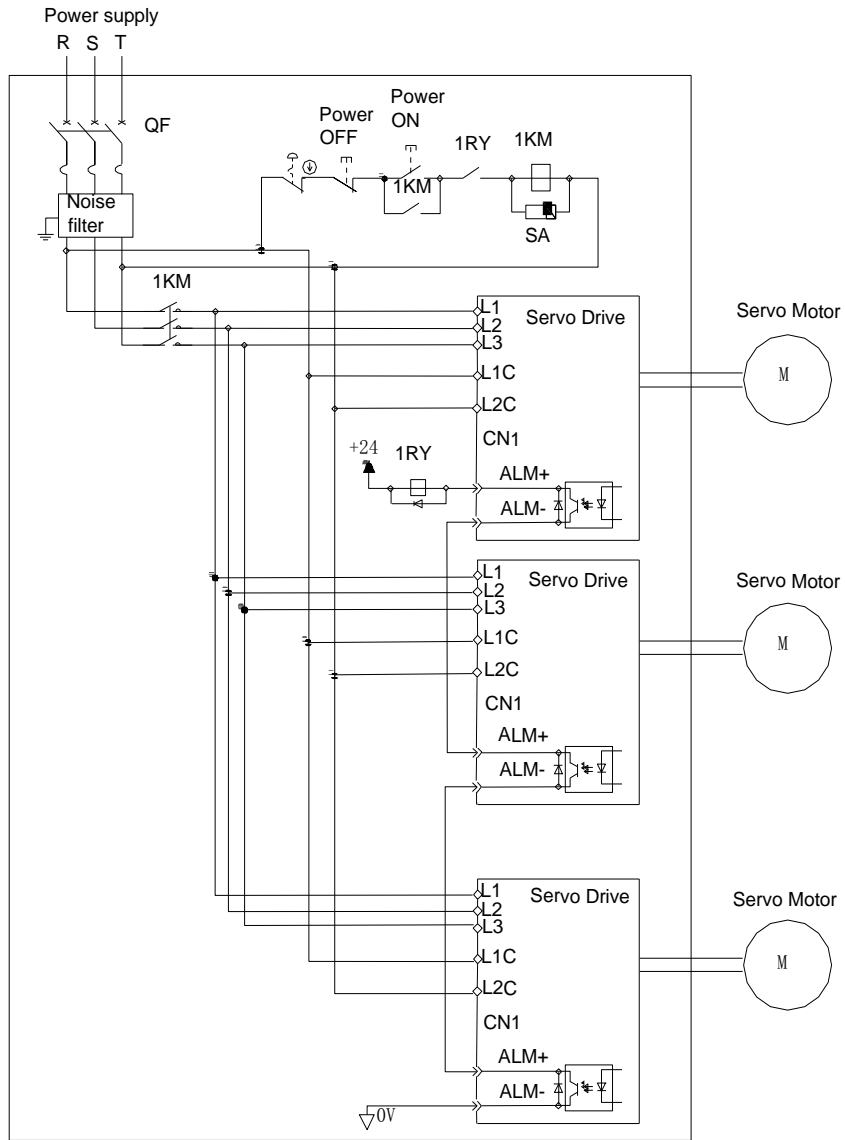 Power supply
R S T
QF
Power
OFF
Power
ON
1RY
1KM
1KM
SA
Noise
filter
1KM
L1
L2
L3
L1C
L2C
CN1
Servo Drive
Servo Motor
M
+24
1RY
ALM+
ALM-
L1
L2
L3
L1C
L2C
CN1
Servo Drive
Servo Motor
M
ALM+
ALM-
L1
L2
L3
L1C
L2C
CN1
Servo Drive
Servo Motor
M
ALM+
ALM-
0V